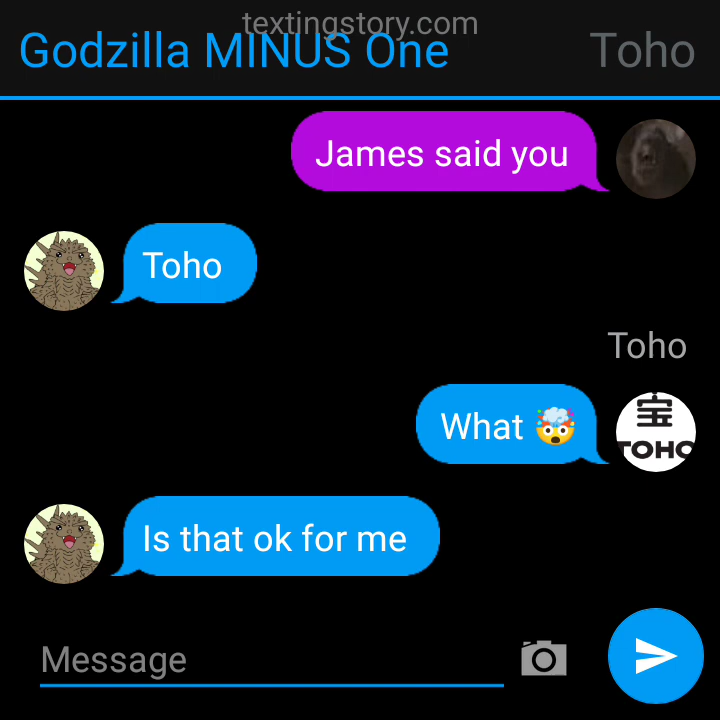 textingstory.com
Godzilla MINUS One
Toho
James said you
Toho
Toho
What 🤯
宝
TOHO
Is that ok for me
Message